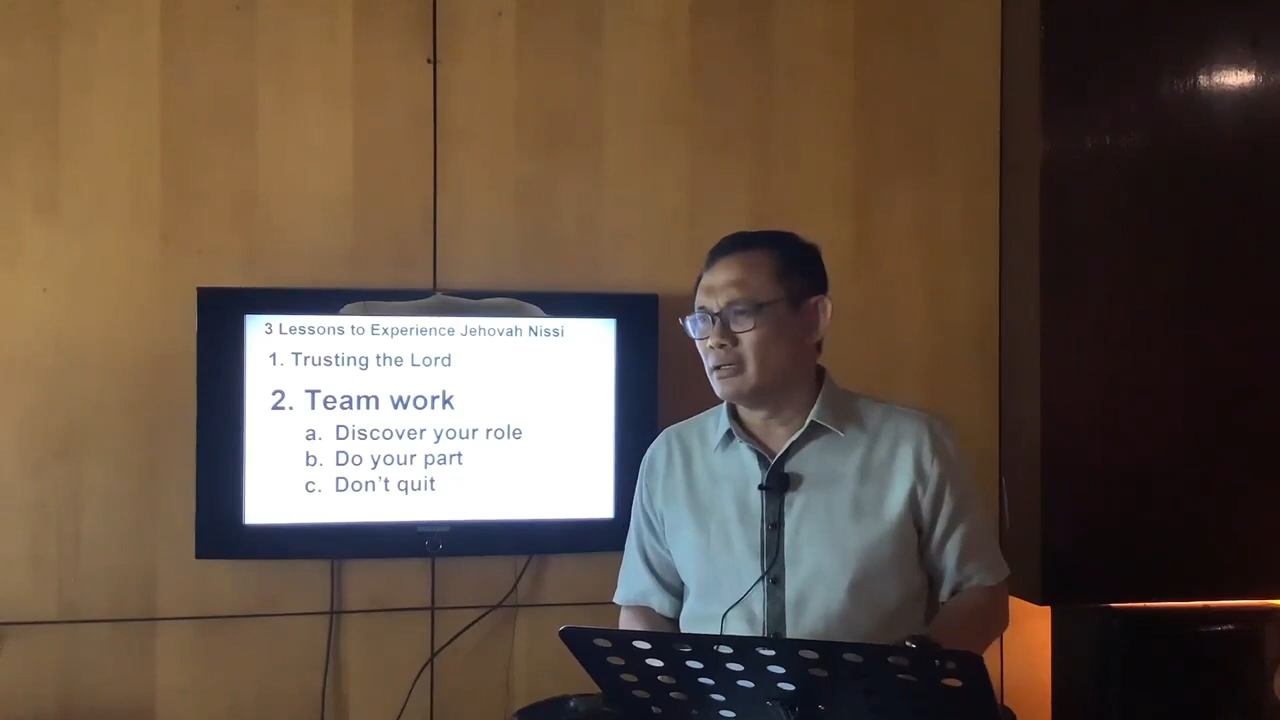 3 Lessons to Experience Jehovah Nissi
1. Trusting the Lord
2. Team work
a. Discover your role
b. Do your part
c. Don't quit